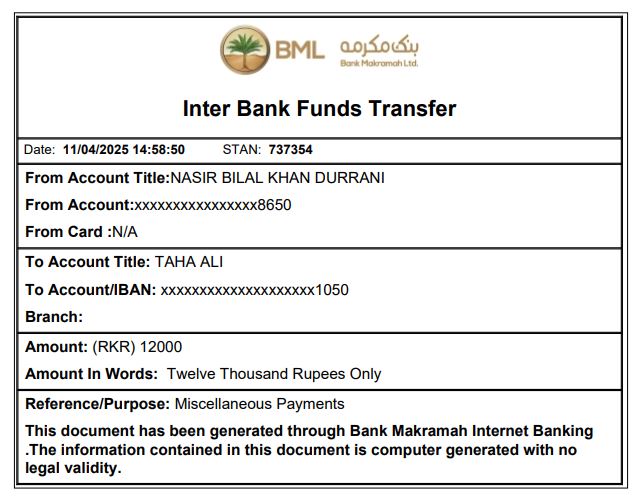 BML بنک مکرمہ
Bank Makramah Ltd.
Inter Bank Funds Transfer
Date: 11/04/2025 14:58:50 STAN: 737354
From Account Title:NASIR BILAL KHAN DURRANI
From Account:xxxxxxxxxxxxxxxx8650
From Card :N/A
To Account Title: TAHA ALI
To Account/IBAN: xxxxxxxxxxxxxxxxxxxx1050
Branch:
Amount: (RKR) 12000
Amount In Words: Twelve Thousand Rupees Only
Reference/Purpose: Miscellaneous Payments
This document has been generated through Bank Makramah Internet Banking
.The information contained in this document is computer generated with no
legal validity.